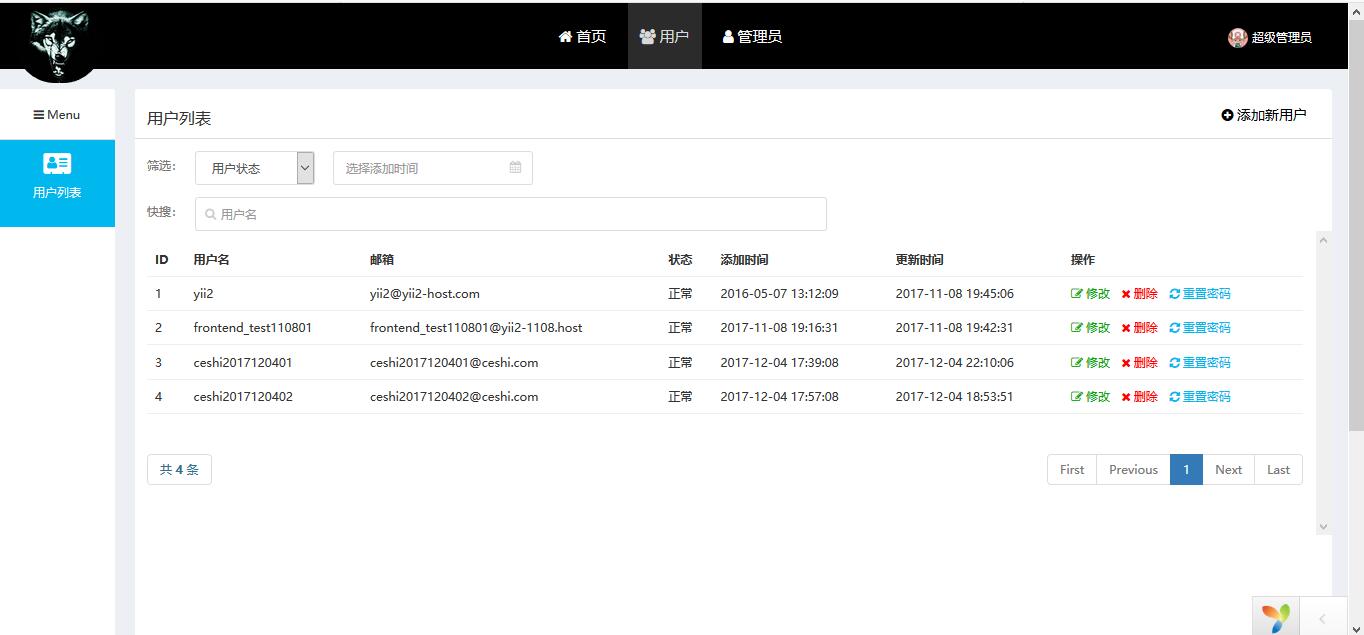 首页 用户 管理员 超级管理员
Menu
用户列表
用户列表 添加新用户
筛选: 用户状态 选择添加时间
快搜: 用户名
ID 用户名 邮箱 状态 添加时间 更新时间 操作
1 yii2 yii2@yii2-host.com 正常 2016-05-07 13:12:09 2017-11-08 19:45:06 修改 删除 重置密码
2 frontend_test110801 frontend_test110801@yii2-1108.host 正常 2017-11-08 19:16:31 2017-11-08 19:42:31 修改 删除 重置密码
3 ceshi2017120401 ceshi2017120401@ceshi.com 正常 2017-12-04 17:39:08 2017-12-04 22:10:06 修改 删除 重置密码
4 ceshi2017120402 ceshi2017120402@ceshi.com 正常 2017-12-04 17:57:08 2017-12-04 18:53:51 修改 删除 重置密码
共 4 条 First Previous 1 Next Last